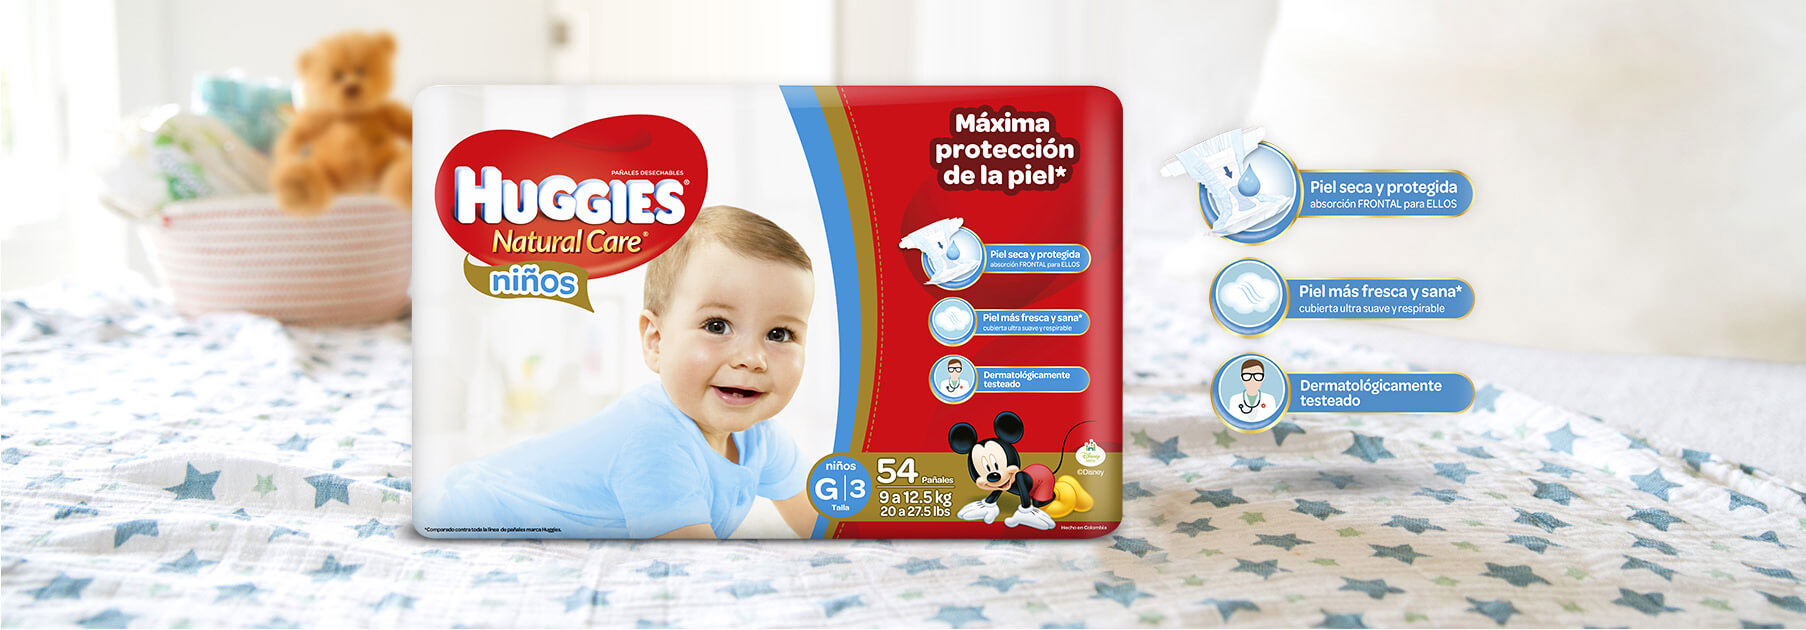 PAÑALES DESECHABLES
HUGGIES®
Natural Care®
niños
Máxima
protección
de la piel*
Piel seca y protegida
absorción FRONTAL para ELLOS
Piel más fresca y sana*
cubierta ultra suave y respirable
Dermatológicamente
testeado
niños
G|3
Talla
54 Pañales
9 a 12.5 kg
20 a 27.5 lbs
Disney
©Disney
Hecho en Colombia
*Comparado contra toda la línea de pañales marca Huggies.
Piel seca y protegida
absorción FRONTAL para ELLOS
Piel más fresca y sana*
cubierta ultra suave y respirable
Dermatológicamente
testeado